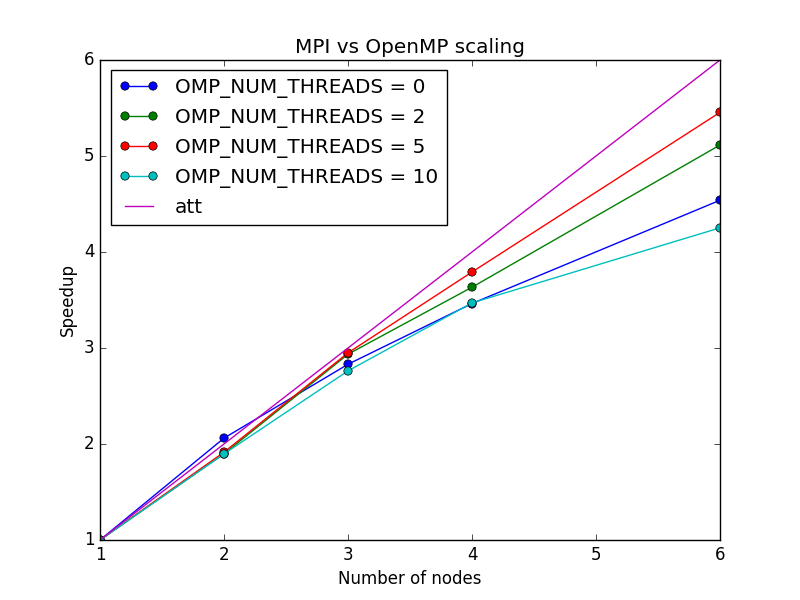 MPI vs OpenMP scaling
OMP_NUM_THREADS = 0
OMP_NUM_THREADS = 2
OMP_NUM_THREADS = 5
OMP_NUM_THREADS = 10
att
6
5
4
3
2
1
Speedup
1 2 3 4 5 6
Number of nodes